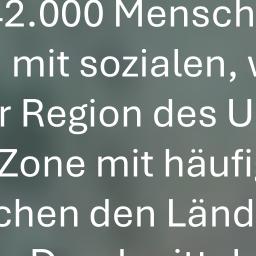 2.000 Mensch
mit sozialen,
r Region des U
Zone mit häufi
chen den Länd